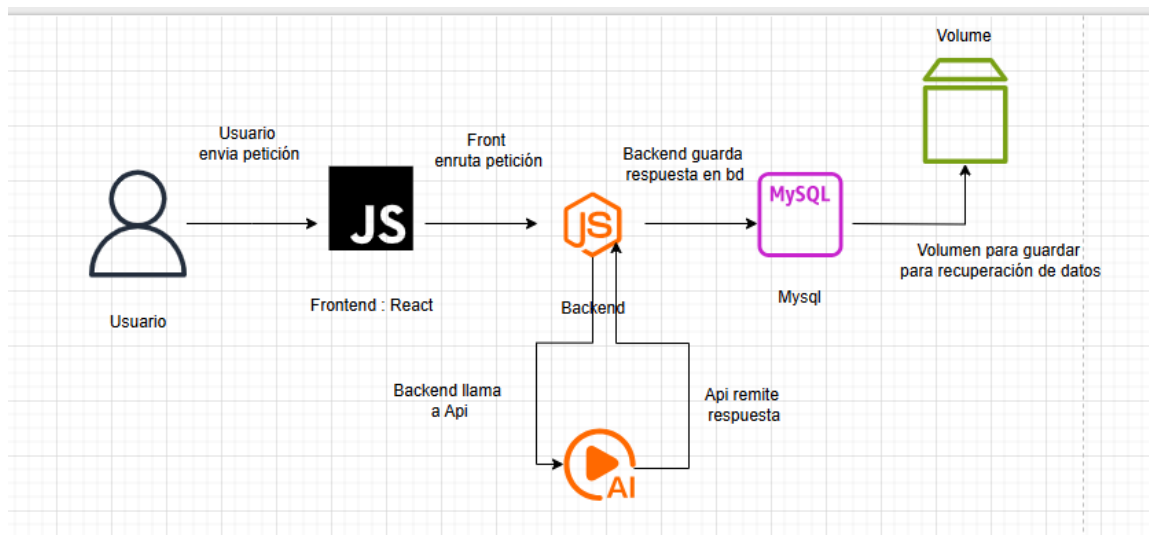 Volume
Usuario
envia petición
Front
enruta petición
Backend guarda
respuesta en bd
MySQL
JS
JS
Volumen para guardar
para recuperación de datos
Usuario
Frontend : React
Backend
Mysql
Backend llama
a Api
Api remite
respuesta
AI